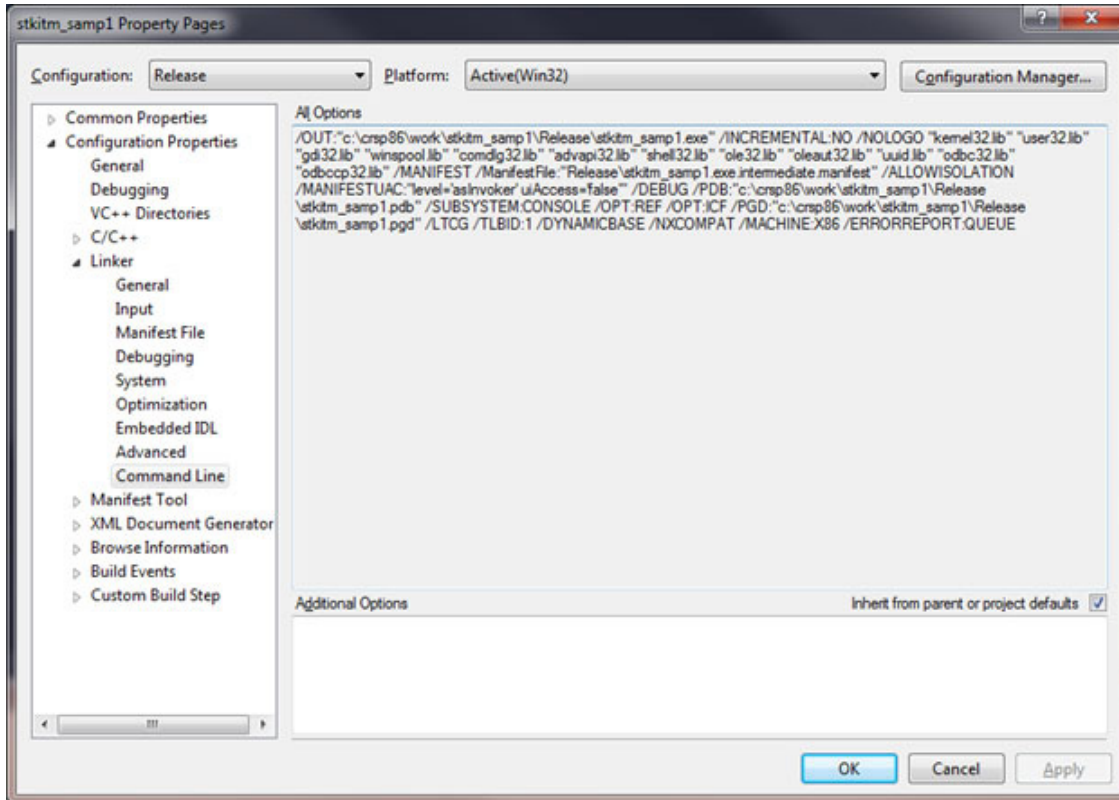 stkitm_samp1 Property Pages
Configuration: Release Platform: Active(Win32) Configuration Manager...
Common Properties
Configuration Properties
General
Debugging
VC++ Directories
C/C++
Linker
General
Input
Manifest File
Debugging
System
Optimization
Embedded IDL
Advanced
Command Line
Manifest Tool
XML Document Generator
Browse Information
Build Events
Custom Build Step
All Options
/OUT:"c:\crsp86\work\stkitm_samp1\Release\stkitm_samp1.exe" /INCREMENTAL:NO /NOLOGO "kernel32.lib" "user32.lib"
"gdi32.lib" "winspool.lib" "comdlg32.lib" "advapi32.lib" "shell32.lib" "ole32.lib" "oleaut32.lib" "uuid.lib" "odbc32.lib"
"odbccp32.lib" /MANIFEST /ManifestFile:"Release\stkitm_samp1.exe.intermediate.manifest" /ALLOWISOLATION
/MANIFESTUAC:"level='asInvoker' uiAccess='false'" /DEBUG /PDB:"c:\crsp86\work\stkitm_samp1\Release
\stkitm_samp1.pdb" /SUBSYSTEM:CONSOLE /OPT:REF /OPT:ICF /PGD:"c:\crsp86\work\stkitm_samp1\Release
\stkitm_samp1.pgd" /LTCG /TLBID:1 /DYNAMICBASE /NXCOMPAT /MACHINE:X86 /ERRORREPORT:QUEUE
Additional Options Inherit from parent or project defaults
OK Cancel Apply